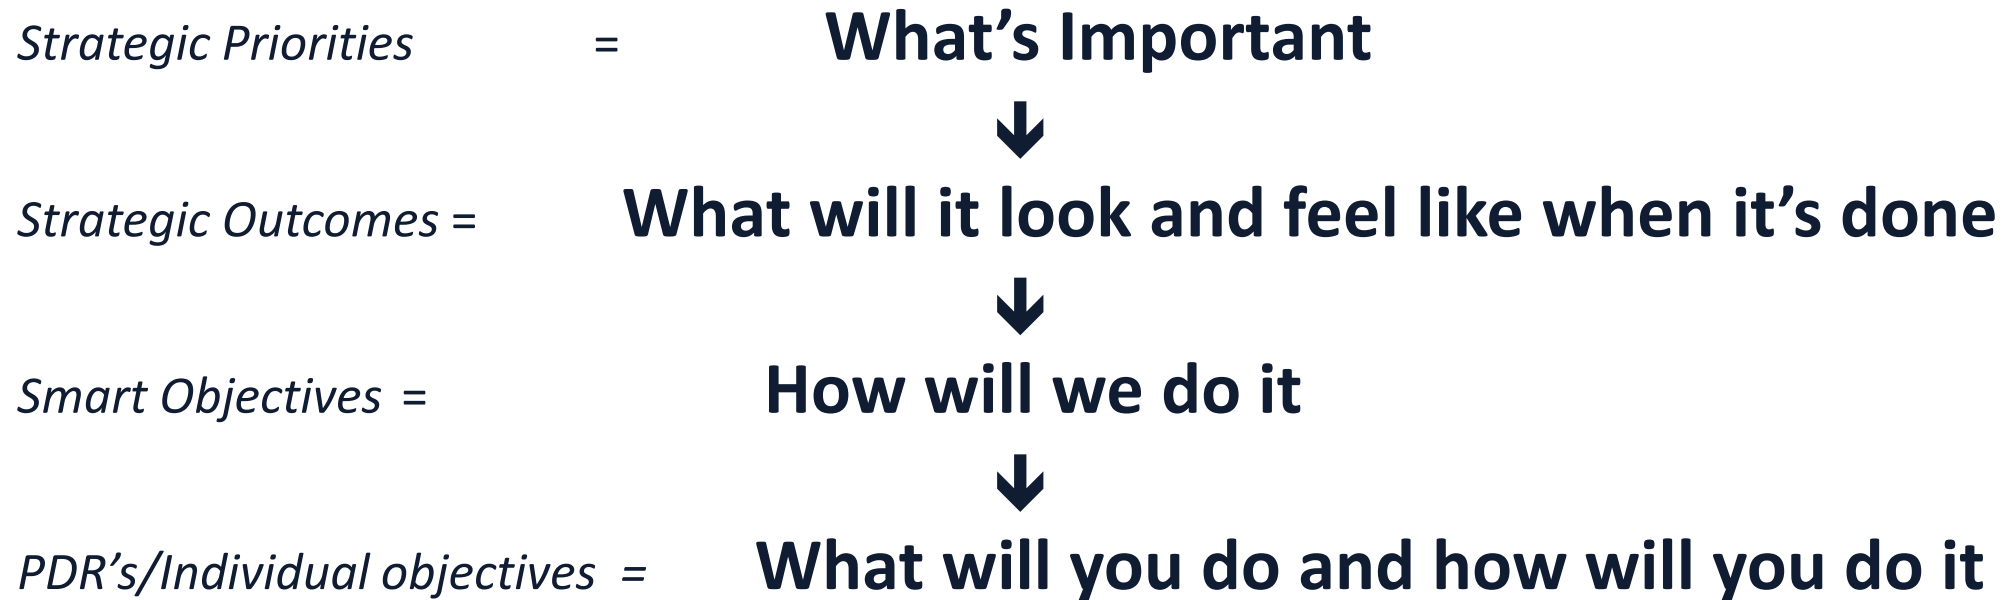 Strategic Priorities = What’s Important
↓
Strategic Outcomes = What will it look and feel like when it’s done
↓
Smart Objectives = How will we do it
↓
PDR’s/Individual objectives = What will you do and how will you do it